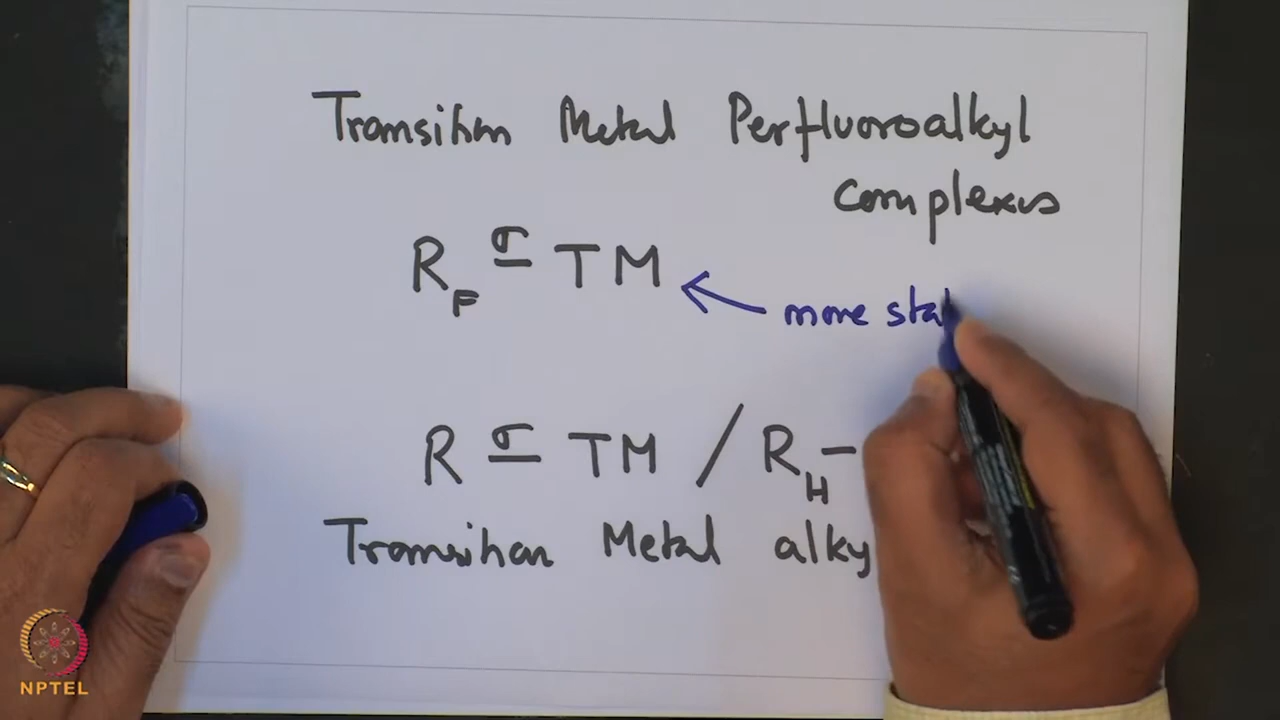 Transition Metal Perfluoroalkyl
complexes
R_F σ– TM
← more sta
R σ– TM / R_H –
Transition Metal alky
NPTEL